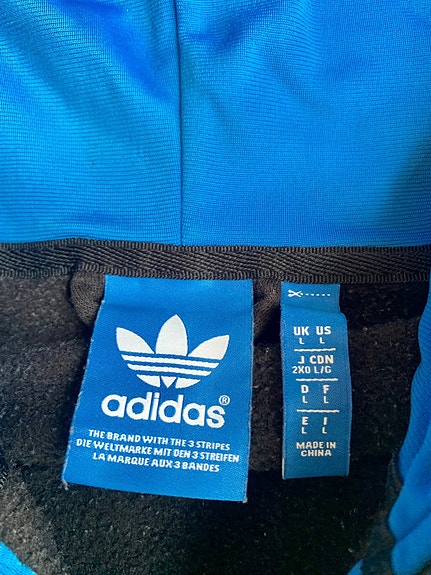 adidas®
THE BRAND WITH THE 3 STRIPES
DIE WELTMARKE MIT DEN 3 STREIFEN
LA MARQUE AUX 3 BANDES
UK US
L L
J CDN
2XO L/G
D F
L L
E I
L L
MADE IN
CHINA